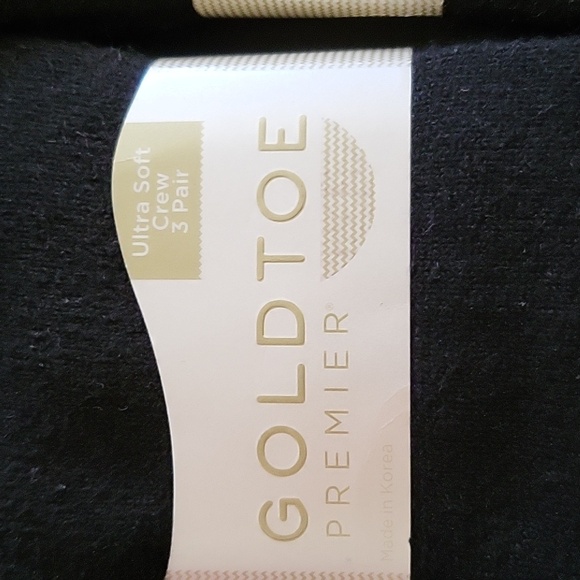 Ultra Soft
Crew
3 Pair
GOLDTOE
PREMIER®
Made in Korea